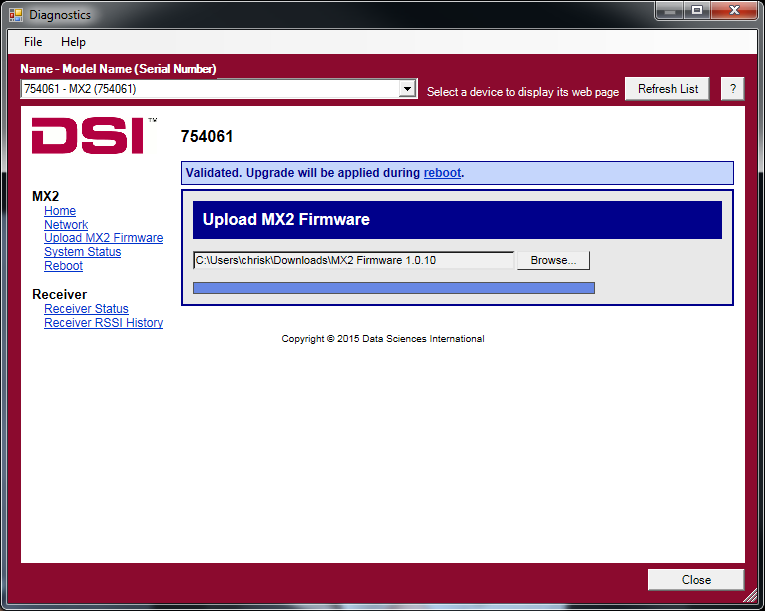 Diagnostics
File Help
Name - Model Name (Serial Number)
754061 - MX2 (754061)
Select a device to display its web page
Refresh List
?
DSI™
754061
Validated. Upgrade will be applied during reboot.
MX2
Home
Network
Upload MX2 Firmware
System Status
Reboot
Receiver
Receiver Status
Receiver RSSI History
Upload MX2 Firmware
C:\Users\chrisk\Downloads\MX2 Firmware 1.0.10
Browse...
Copyright © 2015 Data Sciences International
Close